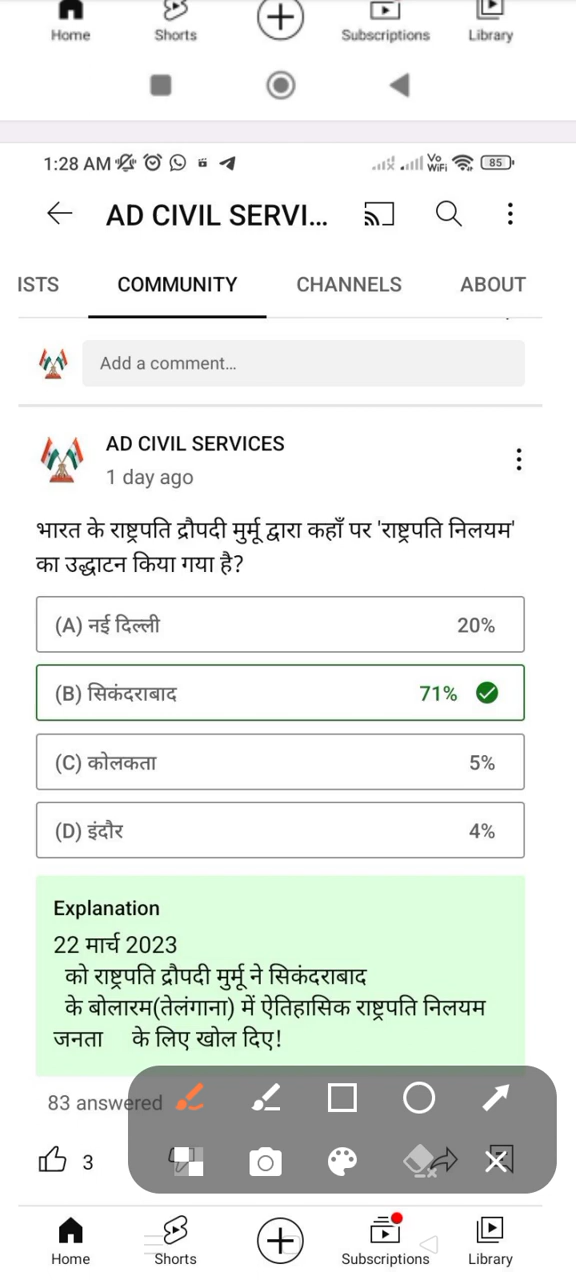 Home Shorts Subscriptions Library
1:28 AM Vo WiFi 85
AD CIVIL SERVI...
ISTS COMMUNITY CHANNELS ABOUT
Add a comment...
AD CIVIL SERVICES
1 day ago
भारत के राष्ट्रपति द्रौपदी मुर्मू द्वारा कहाँ पर 'राष्ट्रपति निलयम'
का उद्घाटन किया गया है?
(A) नई दिल्ली 20%
(B) सिकंदराबाद 71%
(C) कोलकता 5%
(D) इंदौर 4%
Explanation
22 मार्च 2023
को राष्ट्रपति द्रौपदी मुर्मू ने सिकंदराबाद
के बोलारम(तेलंगाना) में ऐतिहासिक राष्ट्रपति निलयम
जनता के लिए खोल दिए!
83 answered
3
Home Shorts Subscriptions Library